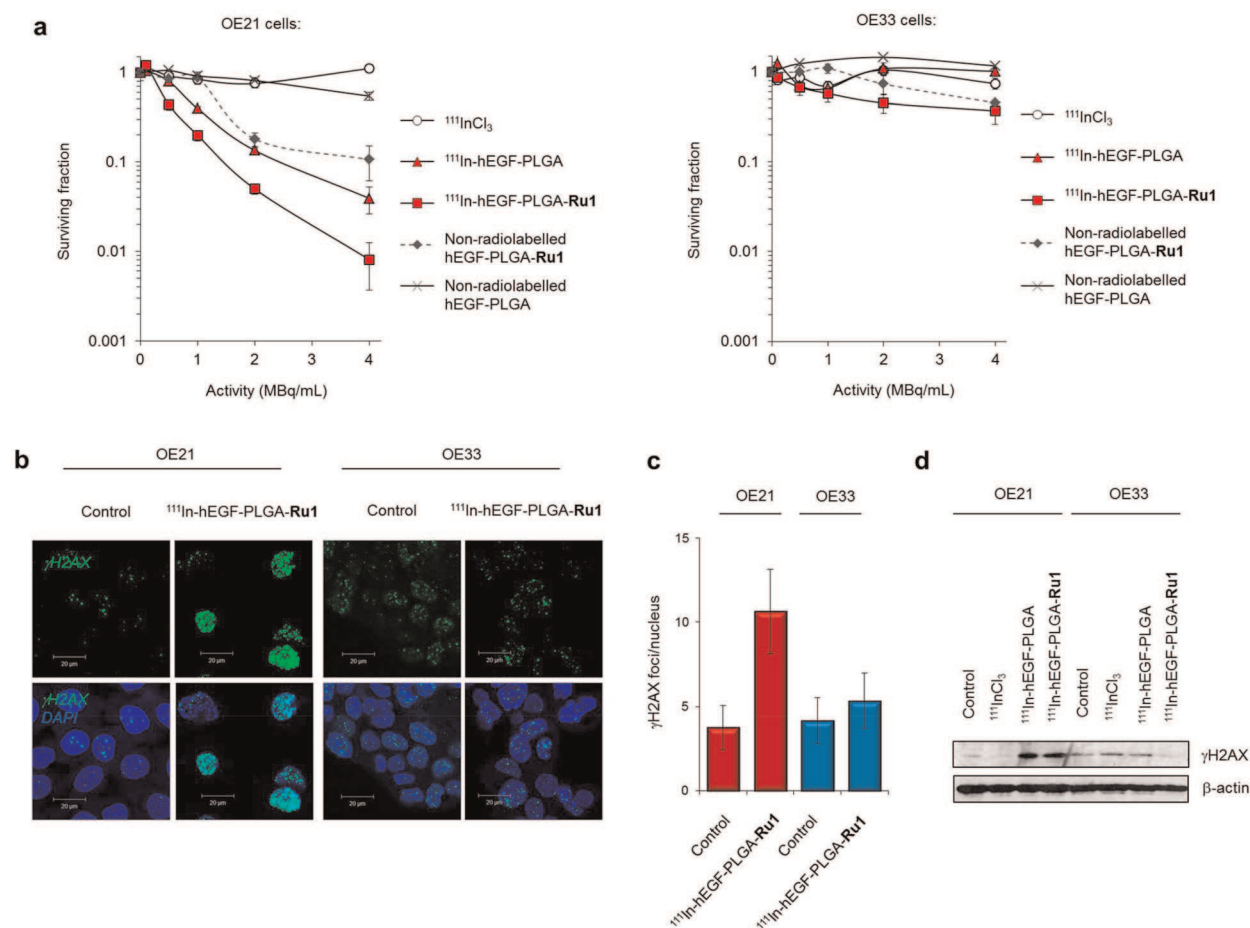 a
OE21 cells:
Surviving fraction
1
0.1
0.01
0.001
0
1
2
3
4
Activity (MBq/mL)
¹¹¹InCl₃
¹¹¹In-hEGF-PLGA
¹¹¹In-hEGF-PLGA-Ru1
Non-radiolabelled
hEGF-PLGA-Ru1
Non-radiolabelled
hEGF-PLGA
OE33 cells:
Surviving fraction
1
0.1
0.01
0.001
0
1
2
3
4
Activity (MBq/mL)
¹¹¹InCl₃
¹¹¹In-hEGF-PLGA
¹¹¹In-hEGF-PLGA-Ru1
Non-radiolabelled
hEGF-PLGA-Ru1
Non-radiolabelled
hEGF-PLGA
b
OE21
OE33
Control
¹¹¹In-hEGF-PLGA-Ru1
Control
¹¹¹In-hEGF-PLGA-Ru1
γH2AX
20 µm
20 µm
20 µm
20 µm
γH2AX
DAPI
20 µm
20 µm
20 µm
20 µm
c
OE21
OE33
γH2AX foci/nucleus
15
10
5
0
Control
¹¹¹In-hEGF-PLGA-Ru1
Control
¹¹¹In-hEGF-PLGA-Ru1
d
OE21
OE33
Control
¹¹¹InCl₃
¹¹¹In-hEGF-PLGA
¹¹¹In-hEGF-PLGA-Ru1
Control
¹¹¹InCl₃
¹¹¹In-hEGF-PLGA
¹¹¹In-hEGF-PLGA-Ru1
γH2AX
β-actin